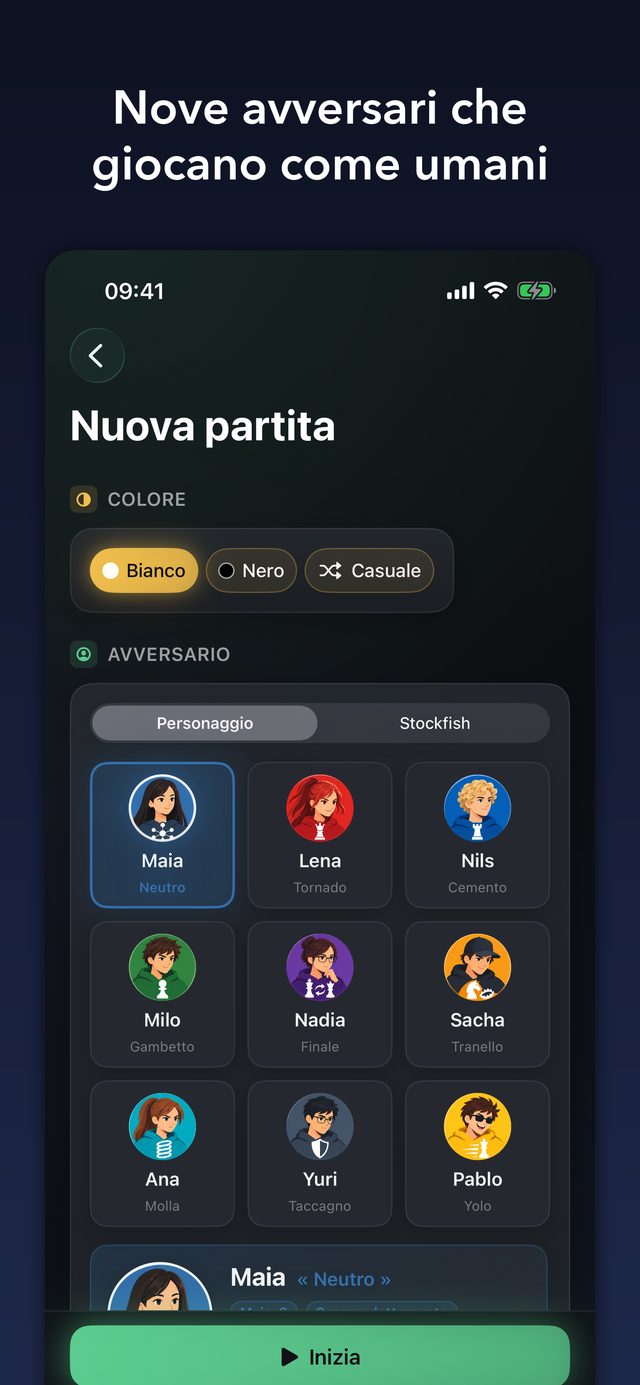 Nove avversari che
giocano come umani
09:41
Nuova partita
COLORE
Bianco Nero Casuale
AVVERSARIO
Personaggio Stockfish
Maia Lena Nils
Neutro Tornado Cemento
Milo Nadia Sacha
Gambetto Finale Tranello
Ana Yuri Pablo
Molla Taccagno Yolo
Maia « Neutro »
Inizia